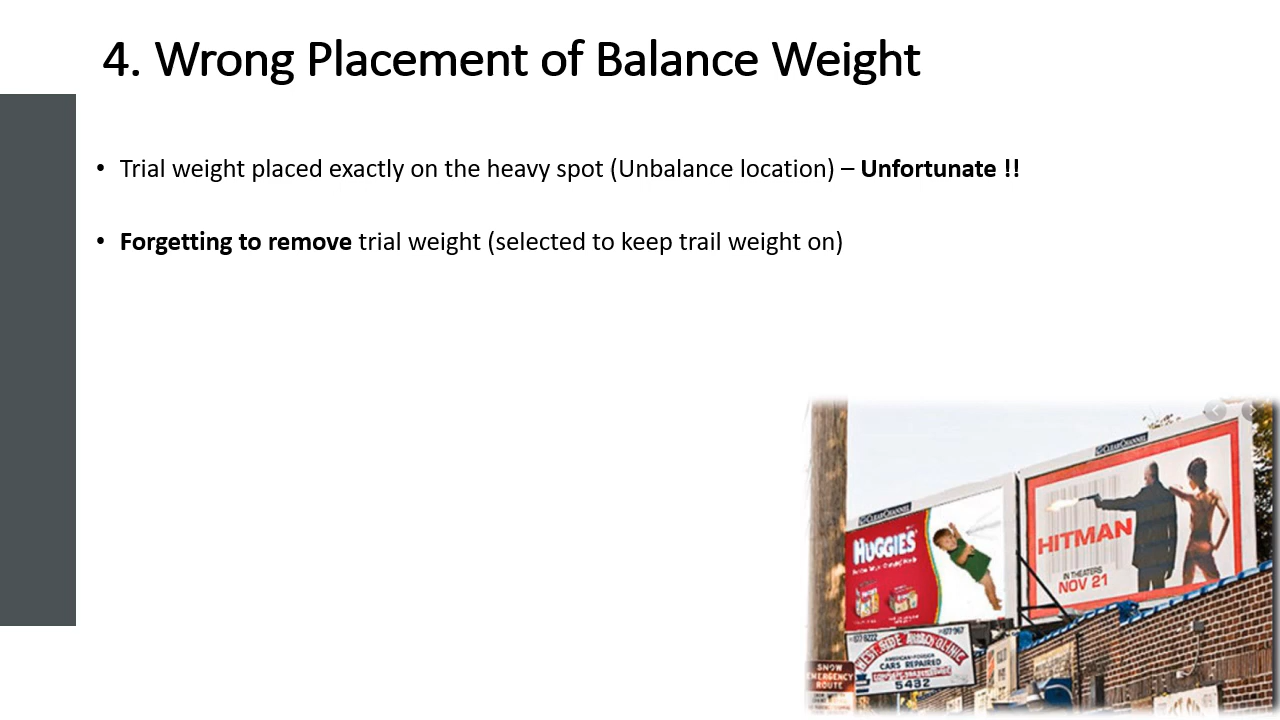 4. Wrong Placement of Balance Weight
• Trial weight placed exactly on the heavy spot (Unbalance location) – Unfortunate !!
• Forgetting to remove trial weight (selected to keep trail weight on)
CLEARCHANNEL
HUGGIES
CLEARCHANNEL
HITMAN
IN THEATERS
NOV 21
WEST SIDE
CLINIC
AMERICAN-FOREIGN
CARS REPAIRED
5432
SNOW
EMERGENCY
ROUTE